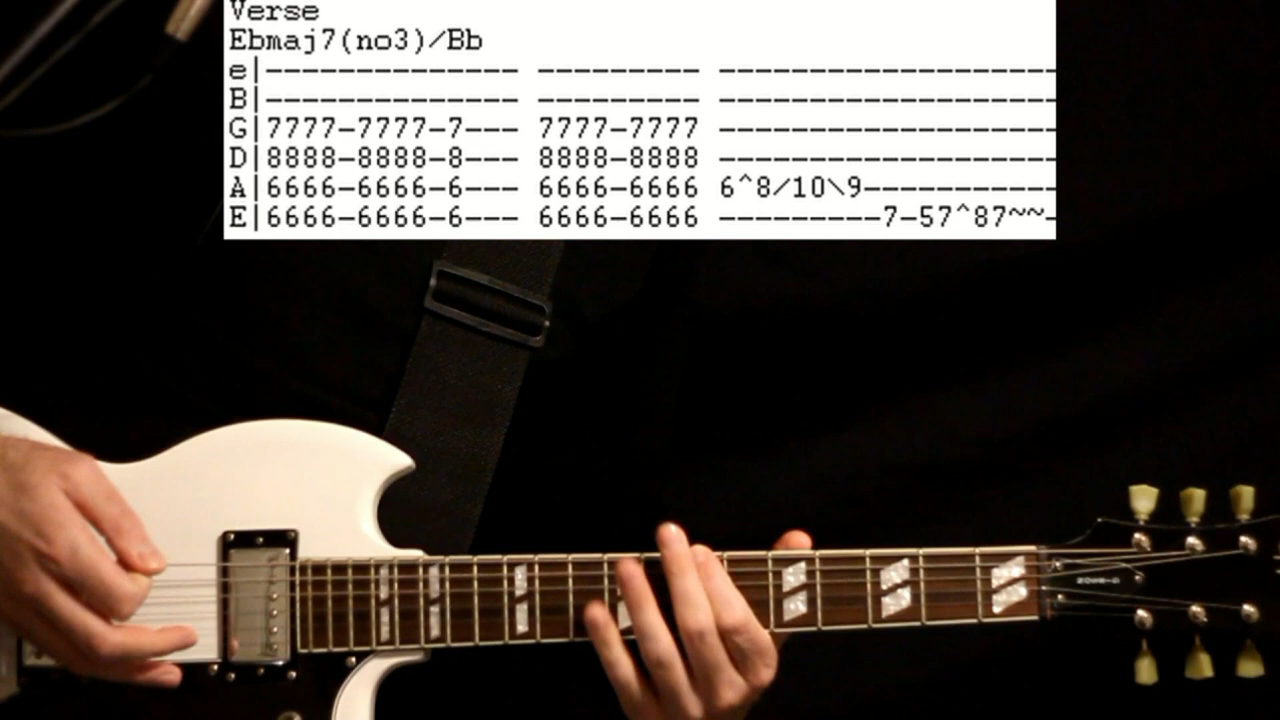 Verse
Ebmaj7(no3)/Bb
e|-------------- --------- -------------------
B|-------------- --------- -------------------
G|7777-7777-7--- 7777-7777 -------------------
D|8888-8888-8--- 8888-8888 -------------------
A|6666-6666-6--- 6666-6666 6^8/10\9-----------
E|6666-6666-6--- 6666-6666 ---------7-57^87~~-